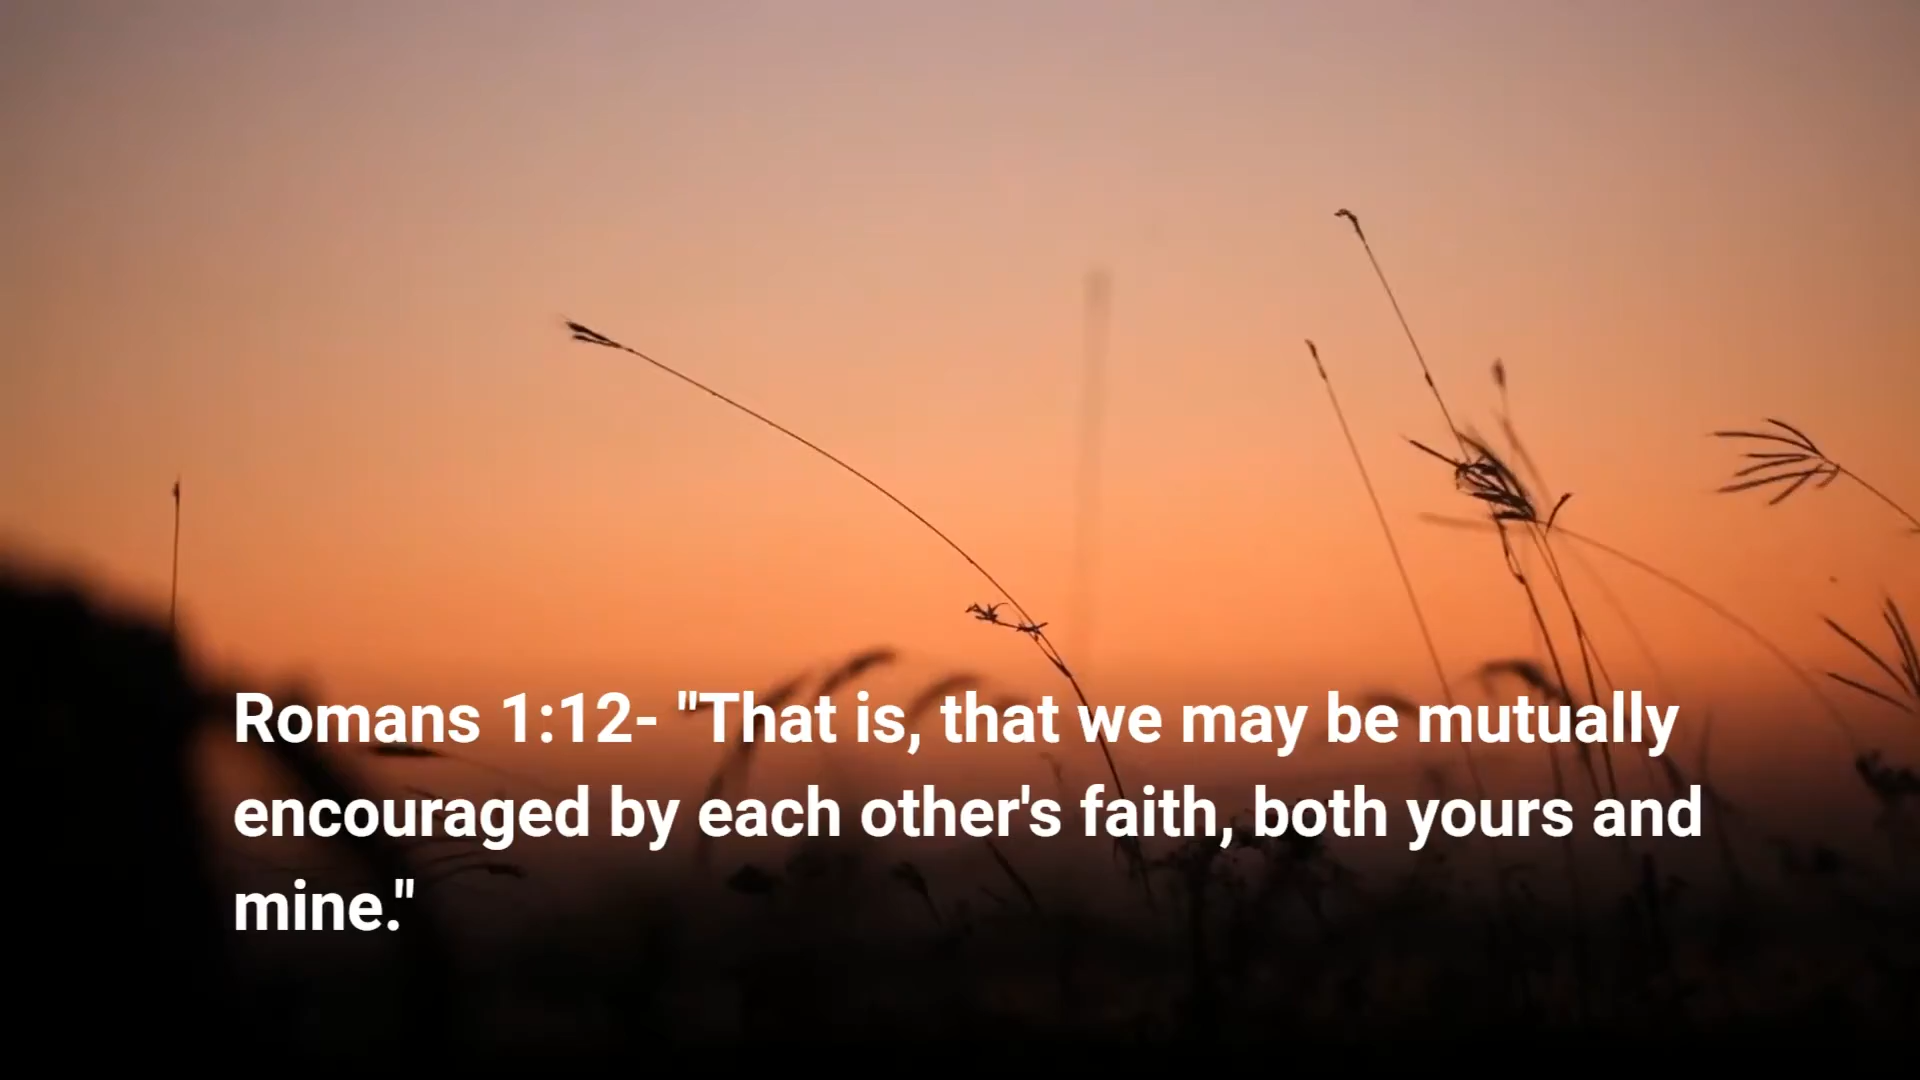 Romans 1:12- "That is, that we may be mutually
encouraged by each other's faith, both yours and
mine."